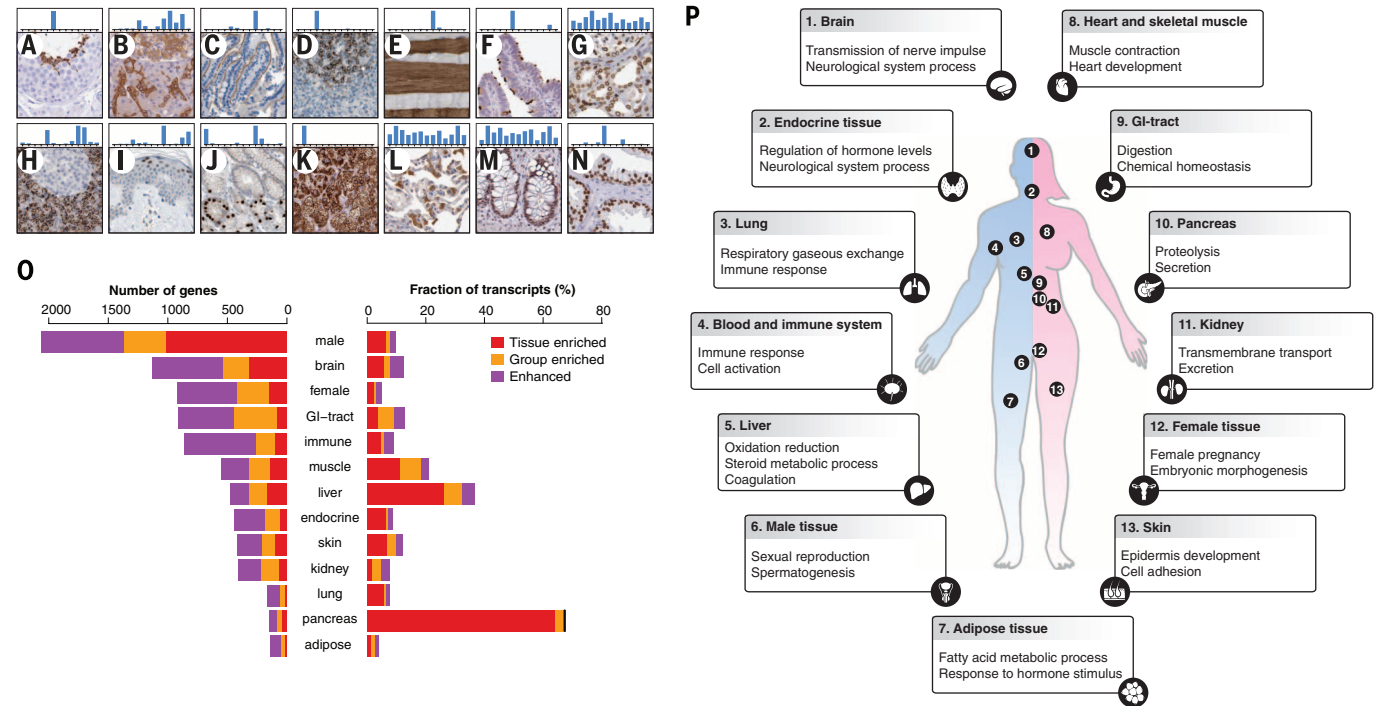 A
B
C
D
E
F
G
H
I
J
K
L
M
N
O
Number of genes
Fraction of transcripts (%)
2000 1500 1000 500 0
0 20 40 60 80
male
brain
female
GI−tract
immune
muscle
liver
endocrine
skin
kidney
lung
pancreas
adipose
Tissue enriched
Group enriched
Enhanced
P
1. Brain
Transmission of nerve impulse
Neurological system process
8. Heart and skeletal muscle
Muscle contraction
Heart development
2. Endocrine tissue
Regulation of hormone levels
Neurological system process
9. GI-tract
Digestion
Chemical homeostasis
3. Lung
Respiratory gaseous exchange
Immune response
10. Pancreas
Proteolysis
Secretion
4. Blood and immune system
Immune response
Cell activation
11. Kidney
Transmembrane transport
Excretion
5. Liver
Oxidation reduction
Steroid metabolic process
Coagulation
12. Female tissue
Female pregnancy
Embryonic morphogenesis
6. Male tissue
Sexual reproduction
Spermatogenesis
13. Skin
Epidermis development
Cell adhesion
7. Adipose tissue
Fatty acid metabolic process
Response to hormone stimulus
1
2
8
3
4
5
9
10
11
12
6
13
7